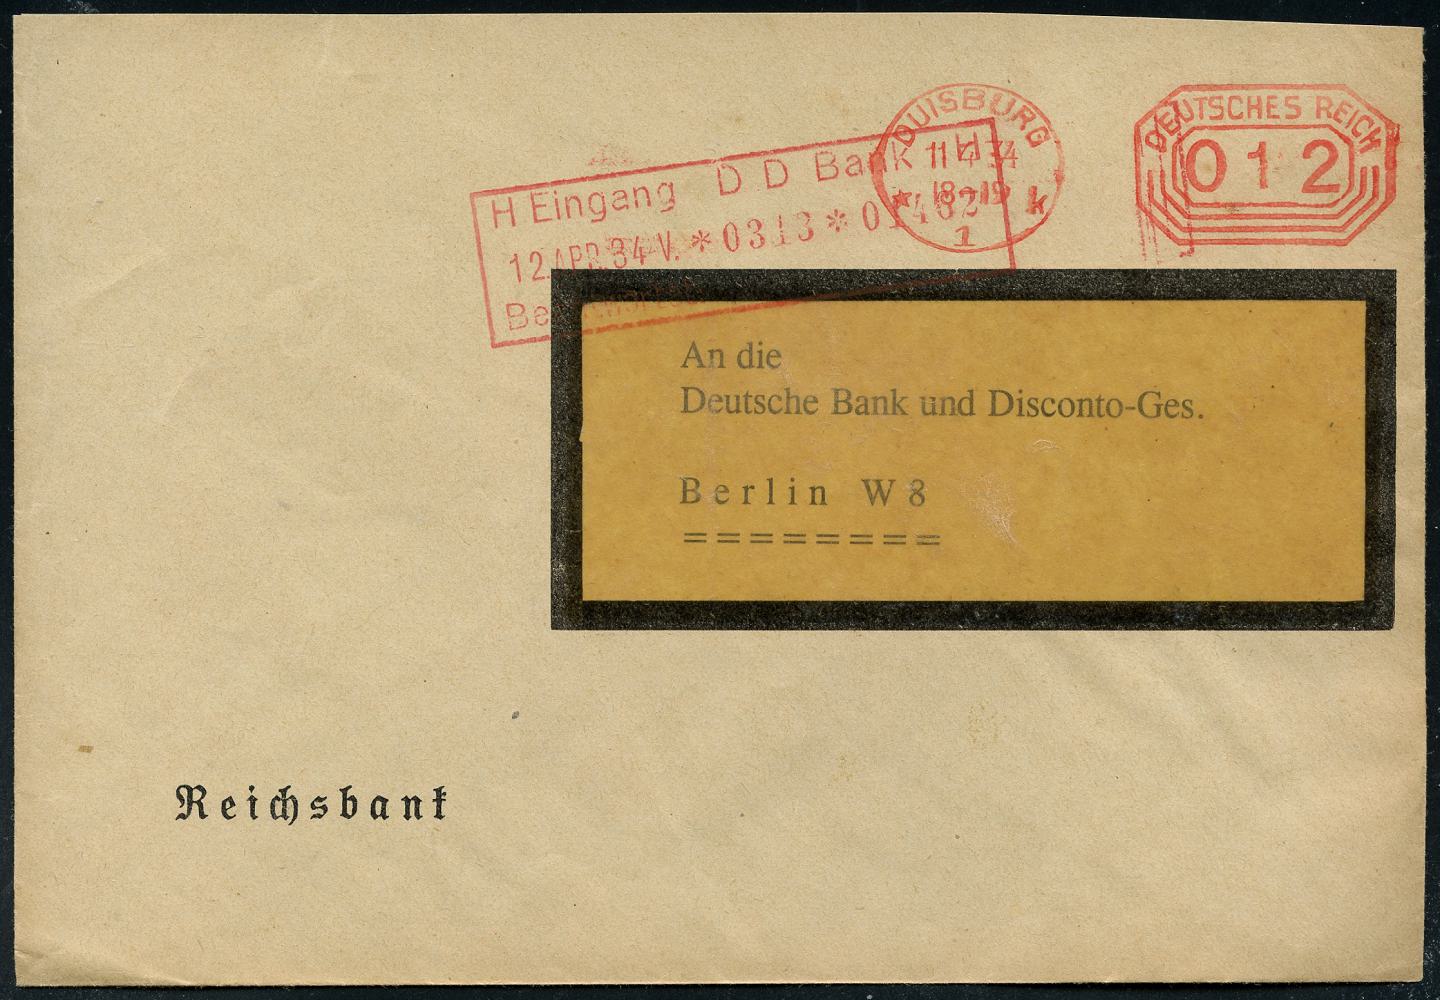 DUISBURG
11 4 34
* 18-19
k
1
DEUTSCHES REICH
012
H Eingang D D Bank H
12.APR.34 V. *0313*01462
An die
Deutsche Bank und Disconto-Ges.
Berlin W 8
========
Reichsbank